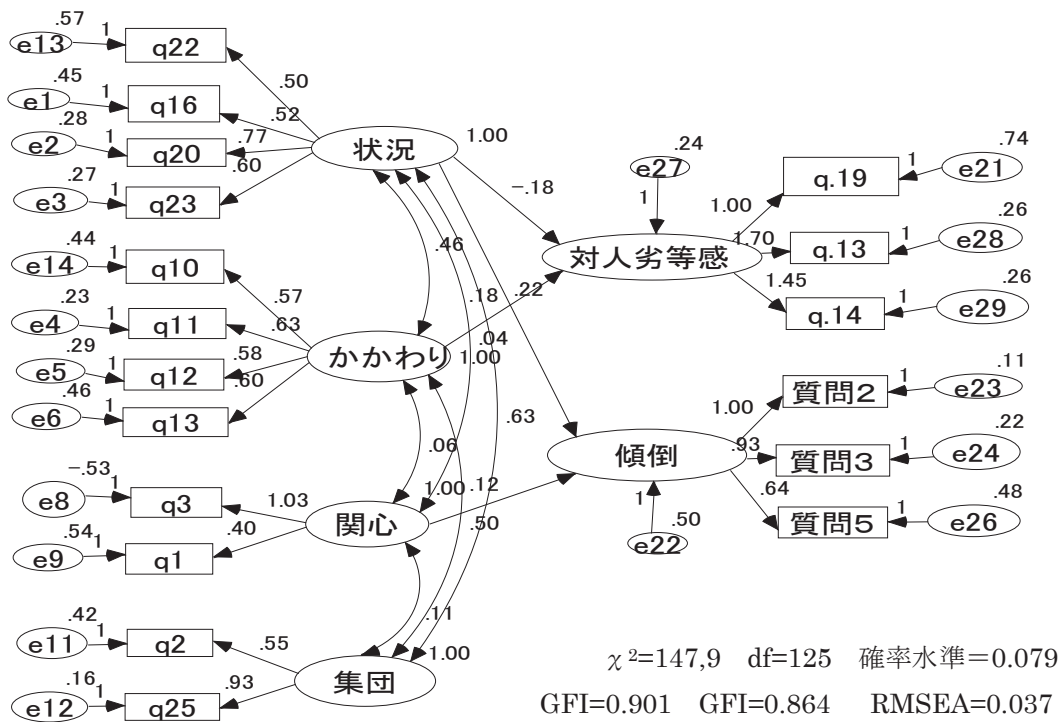 .57
e13
1
q22
.50
.45
e1
1
q16
.52
.28
e2
1
q20
.77
.27
e3
1
q23
.60
状況
1.00
.44
e14
1
q10
.57
.23
e4
1
q11
.63
.29
e5
1
q12
.58
.46
e6
1
q13
.60
かかわり
1.00
-.53
e8
1
q3
1.03
.54
e9
1
q1
.40
関心
1.00
.42
e11
1
q2
.55
.16
e12
1
q25
.93
集団
1.00
.46
.18
.04
.63
.06
.12
.50
.11
-.18
.22
.24
e27
1
対人劣等感
1.00
q.19
1
.74
e21
1.70
q.13
1
.26
e28
1.45
q.14
1
.26
e29
傾倒
1
.50
e22
1.00
質問2
1
.11
e23
.93
質問3
1
.22
e24
.64
質問5
1
.48
e26
χ²=147,9 df=125 確率水準=0.079
GFI=0.901 GFI=0.864 RMSEA=0.037